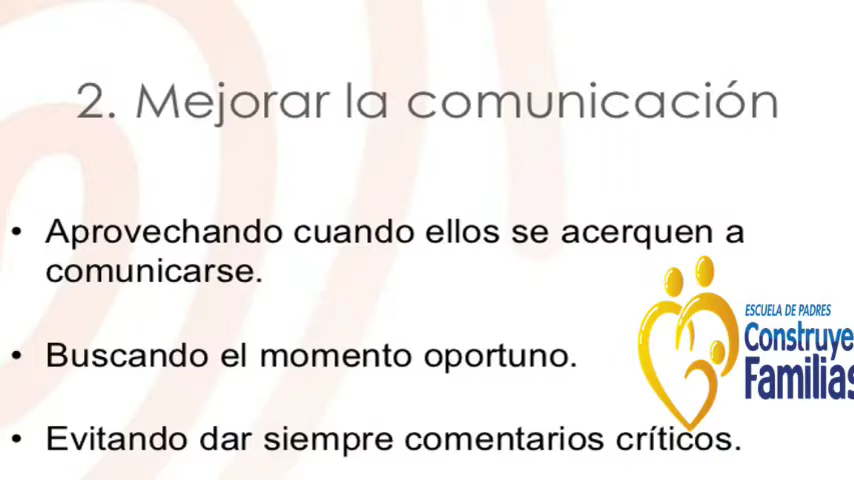 2. Mejorar la comunicación
• Aprovechando cuando ellos se acerquen a
comunicarse.
• Buscando el momento oportuno.
• Evitando dar siempre comentarios críticos.
ESCUELA DE PADRES
Construye
Familias